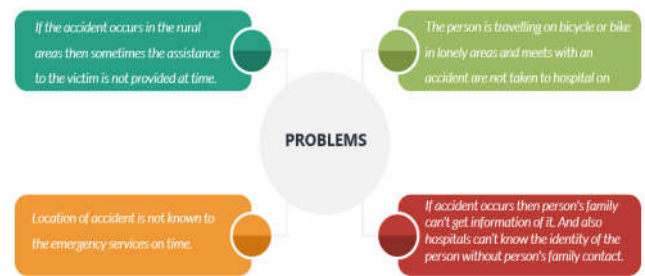 If the accident occurs in the rural
areas then sometimes the assistance
to the victim is not provided at time.
The person is travelling on bicycle or bike
in lonely areas and meets with an
accident are not taken to hospital on
PROBLEMS
Location of accident is not known to
the emergency services on time.
If accident occurs then person's family
can't get information of it. And also
hospitals can't know the identity of the
person without person's family contact.